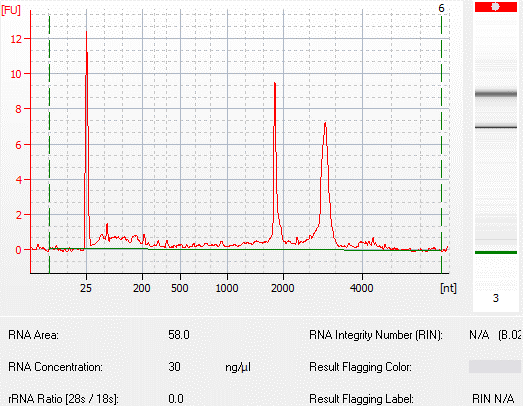 [FU]
6
12
10
8
6
4
2
0
25 200 500 1000 2000 4000 [nt]
3
RNA Area: 58.0 RNA Integrity Number (RIN): N/A (B.02
RNA Concentration: 30 ng/µl Result Flagging Color:
rRNA Ratio [28s / 18s]: 0.0 Result Flagging Label: RIN N/A